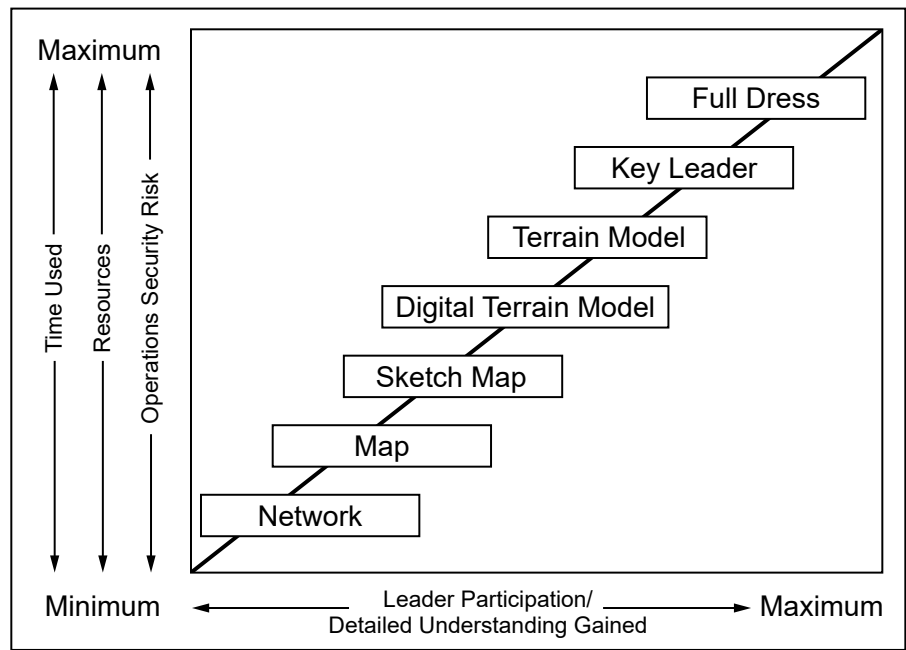 Maximum
Full Dress
Key Leader
Terrain Model
Digital Terrain Model
Sketch Map
Map
Network
Time Used
Resources
Operations Security Risk
Minimum
Leader Participation/
Detailed Understanding Gained
Maximum